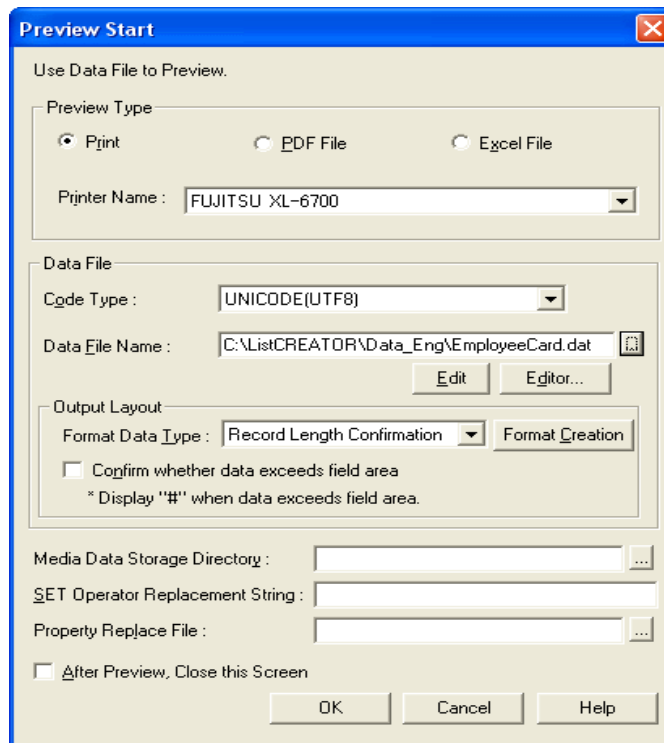 Preview Start
Use Data File to Preview.
Preview Type
Print PDF File Excel File
Printer Name : FUJITSU XL-6700
Data File
Code Type : UNICODE(UTF8)
Data File Name : C:\ListCREATOR\Data_Eng\EmployeeCard.dat
Edit Editor...
Output Layout
Format Data Type : Record Length Confirmation Format Creation
Confirm whether data exceeds field area
* Display "#" when data exceeds field area.
Media Data Storage Directory : ...
SET Operator Replacement String :
Property Replace File : ...
After Preview, Close this Screen
OK Cancel Help